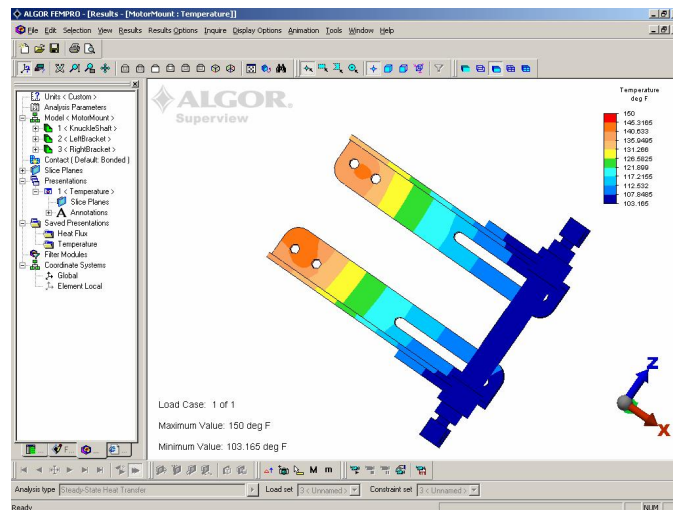 ALGOR FEMPRO - [Results - [MotorMount : Temperature]]
File Edit Selection View Results Results Options Inquire Display Options Animation Tools Window Help
Units < Custom >
Analysis Parameters
Model < MotorMount >
1 < KnuckleShaft >
2 < LeftBracket >
3 < RightBracket >
Contact ( Default: Bonded )
Slice Planes
Presentations
1 < Temperature >
Slice Planes
A Annotations
Saved Presentations
Heat Flux
Temperature
Filter Modules
Coordinate Systems
Global
Element Local
ALGOR.
Superview
Temperature
deg F
150
145.3165
140.633
135.9495
131.266
126.5825
121.899
117.2155
112.532
107.8485
103.165
Load Case: 1 of 1
Maximum Value: 150 deg F
Minimum Value: 103.165 deg F
Z
X
F...
M m
Analysis type Steady-State Heat Transfer Load set 3 < Unnamed > Constraint set 3 < Unnamed >
Ready NUM